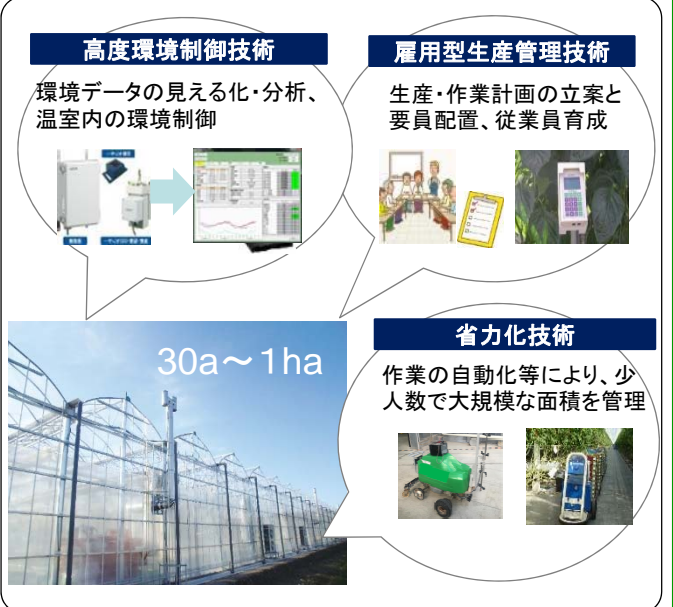 高度環境制御技術
環境データの見える化・分析、
温室内の環境制御
雇用型生産管理技術
生産・作業計画の立案と
要員配置、従業員育成
30a～1ha
省力化技術
作業の自動化等により、少
人数で大規模な面積を管理